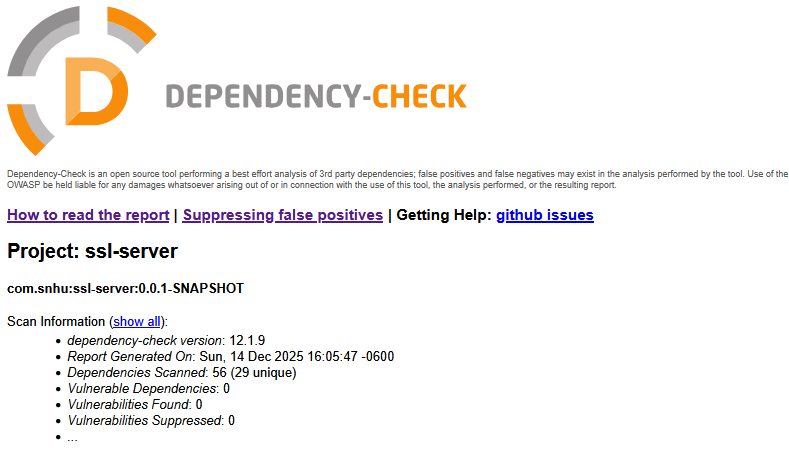 D DEPENDENCY-CHECK
Dependency-Check is an open source tool performing a best effort analysis of 3rd party dependencies; false positives and false negatives may exist in the analysis performed by the tool. Use of the
OWASP be held liable for any damages whatsoever arising out of or in connection with the use of this tool, the analysis performed, or the resulting report.
How to read the report | Suppressing false positives | Getting Help: github issues
Project: ssl-server
com.snhu:ssl-server:0.0.1-SNAPSHOT
Scan Information (show all):
• dependency-check version: 12.1.9
• Report Generated On: Sun, 14 Dec 2025 16:05:47 -0600
• Dependencies Scanned: 56 (29 unique)
• Vulnerable Dependencies: 0
• Vulnerabilities Found: 0
• Vulnerabilities Suppressed: 0
• ...